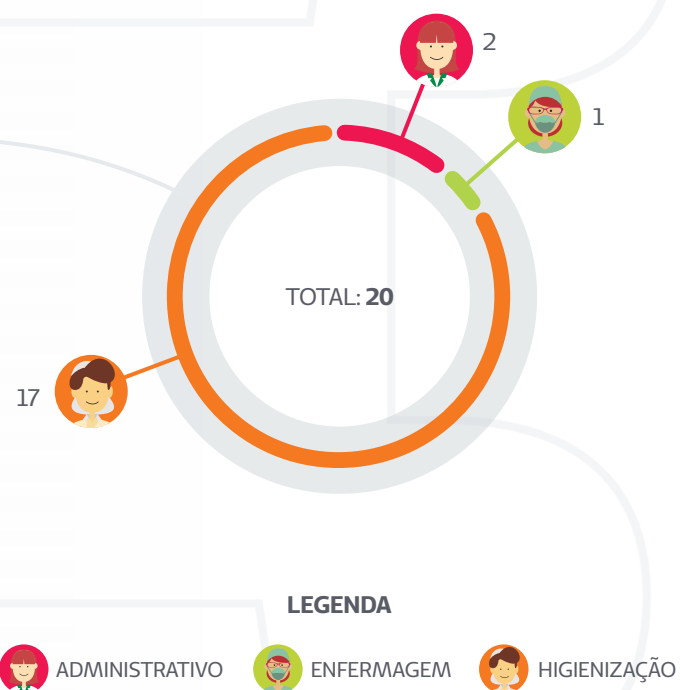 2
1
TOTAL: 20
17
LEGENDA
ADMINISTRATIVO ENFERMAGEM HIGIENIZAÇÃO